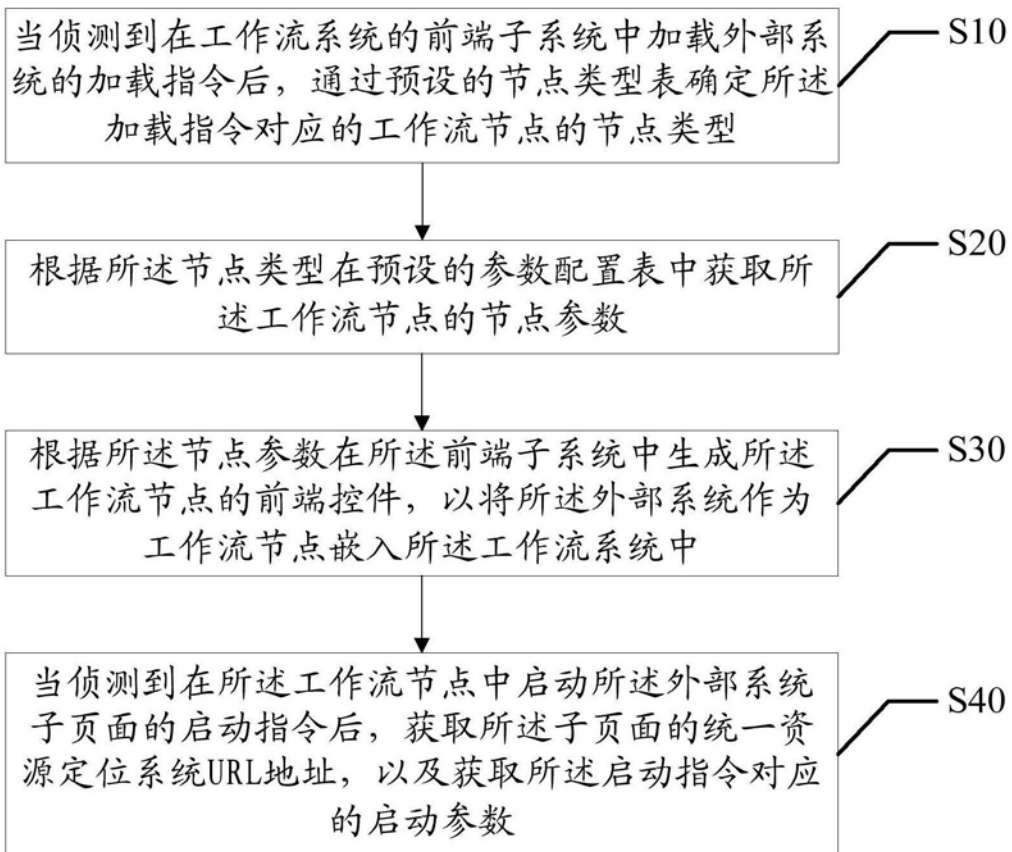 当侦测到在工作流系统的前端子系统中加载外部系
统的加载指令后，通过预设的节点类型表确定所述
加载指令对应的工作流节点的节点类型
S10
根据所述节点类型在预设的参数配置表中获取所
述工作流节点的节点参数
S20
根据所述节点参数在所述前端子系统中生成所述
工作流节点的前端控件，以将所述外部系统作为
工作流节点嵌入所述工作流系统中
S30
当侦测到在所述工作流节点中启动所述外部系统
子页面的启动指令后，获取所述子页面的统一资
源定位系统URL地址，以及获取所述启动指令对应
的启动参数
S40